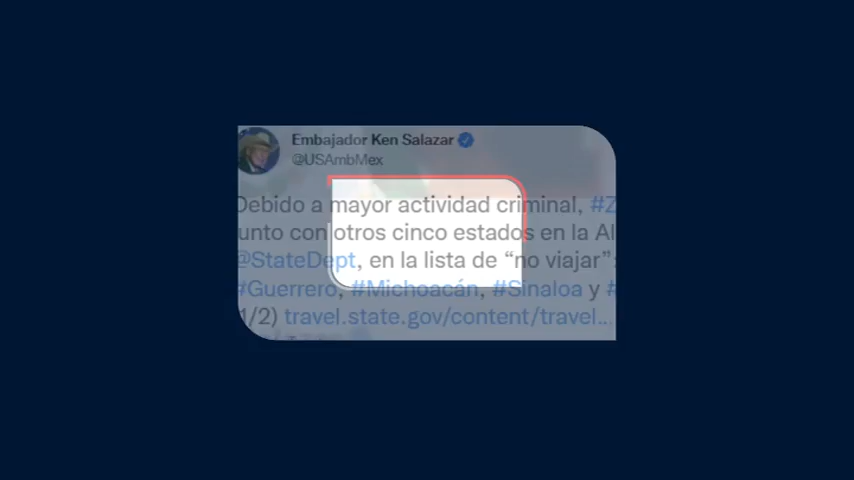 Embajador Ken Salazar
@USAmbMex
Debido a mayor actividad criminal, #Z
unto con otros cinco estados en la Al
@StateDept, en la lista de “no viajar”:
#Guerrero, #Michoacán, #Sinaloa y #
1/2) travel.state.gov/content/travel...